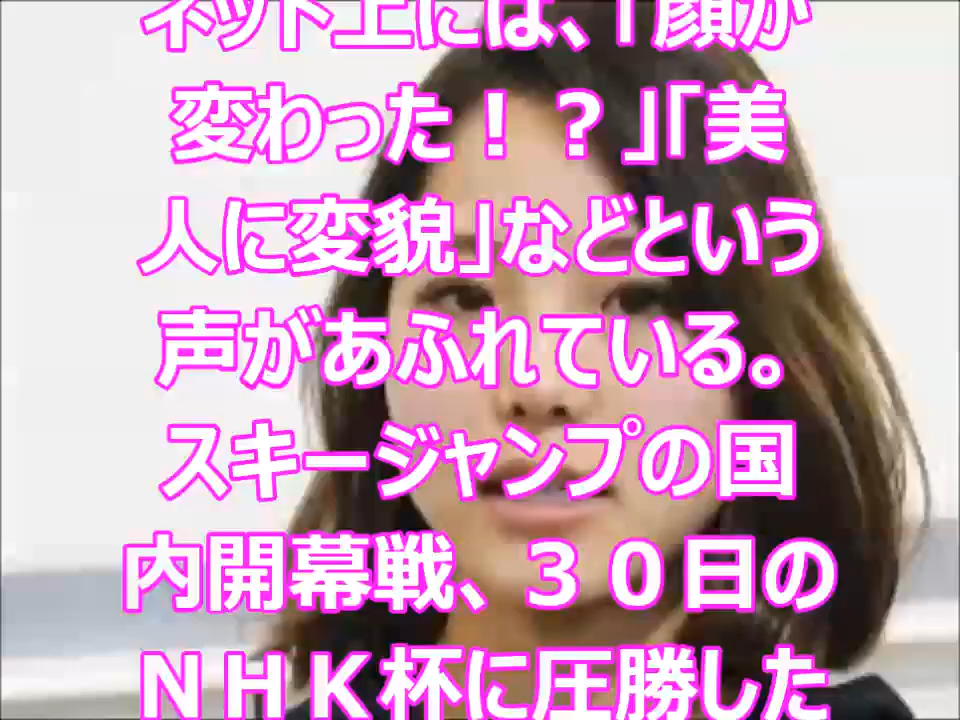 ネット上には、「顔が
変わった！？」「美
人に変貌」などという
声があふれている。
スキージャンプの国
内開幕戦、３０日の
ＮＨＫ杯に圧勝した